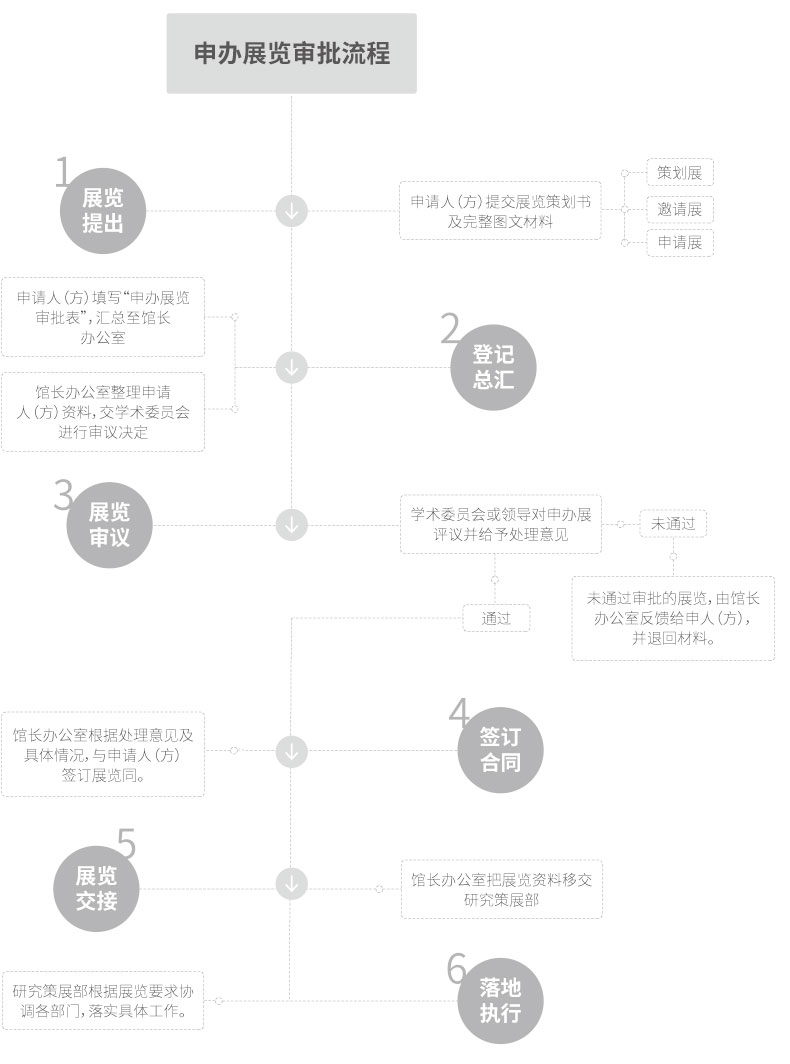 申办展览审批流程
1
展览
提出
申请人(方)提交展览策划书
及完整图文材料
策划展
邀请展
申请展
申请人(方)填写“申办展览
审批表”,汇总至馆长
办公室
馆长办公室整理申请
人(方)资料,交学术委员会
进行审议决定
2
登记
总汇
3
展览
审议
学术委员会或领导对申办展
评议并给予处理意见
未通过
未通过审批的展览,由馆长
办公室反馈给申人(方),
并退回材料。
通过
馆长办公室根据处理意见及
具体情况,与申请人(方)
签订展览同。
4
签订
合同
5
展览
交接
馆长办公室把展览资料移交
研究策展部
研究策展部根据展览要求协
调各部门,落实具体工作。
6
落地
执行